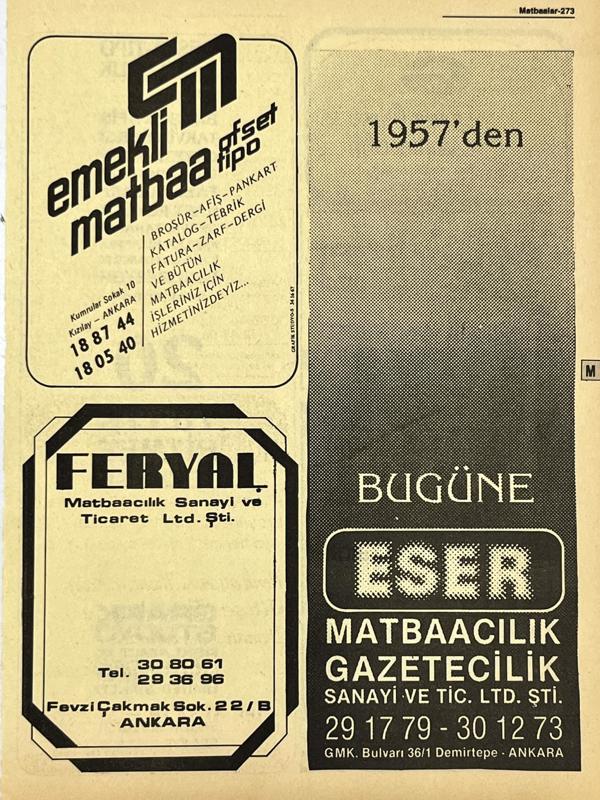 Matbaalar-273
em
emekli
matbaa ofset
tipo
BROŞÜR-AFİŞ-PANKART
KATALOG-TEBRİK
FATURA-ZARF-DERGİ
VE BÜTÜN
MATBAACILIK
İŞLERİNİZ İÇİN
HİZMETİNİZDEYİZ...
Kumrular Sokak 10
Kızılay - ANKARA
18 87 44
18 05 40
FERYAL
Matbaacılık Sanayi ve
Ticaret Ltd. Şti.
Tel. 30 80 61
29 36 96
Fevzi Çakmak Sok. 22/B
ANKARA
1957'den
BUGÜNE
ESER
MATBAACILIK
GAZETECİLİK
SANAYİ VE TİC. LTD. ŞTİ.
29 17 79 - 30 12 73
GMK. Bulvarı 36/1 Demirtepe - ANKARA
M